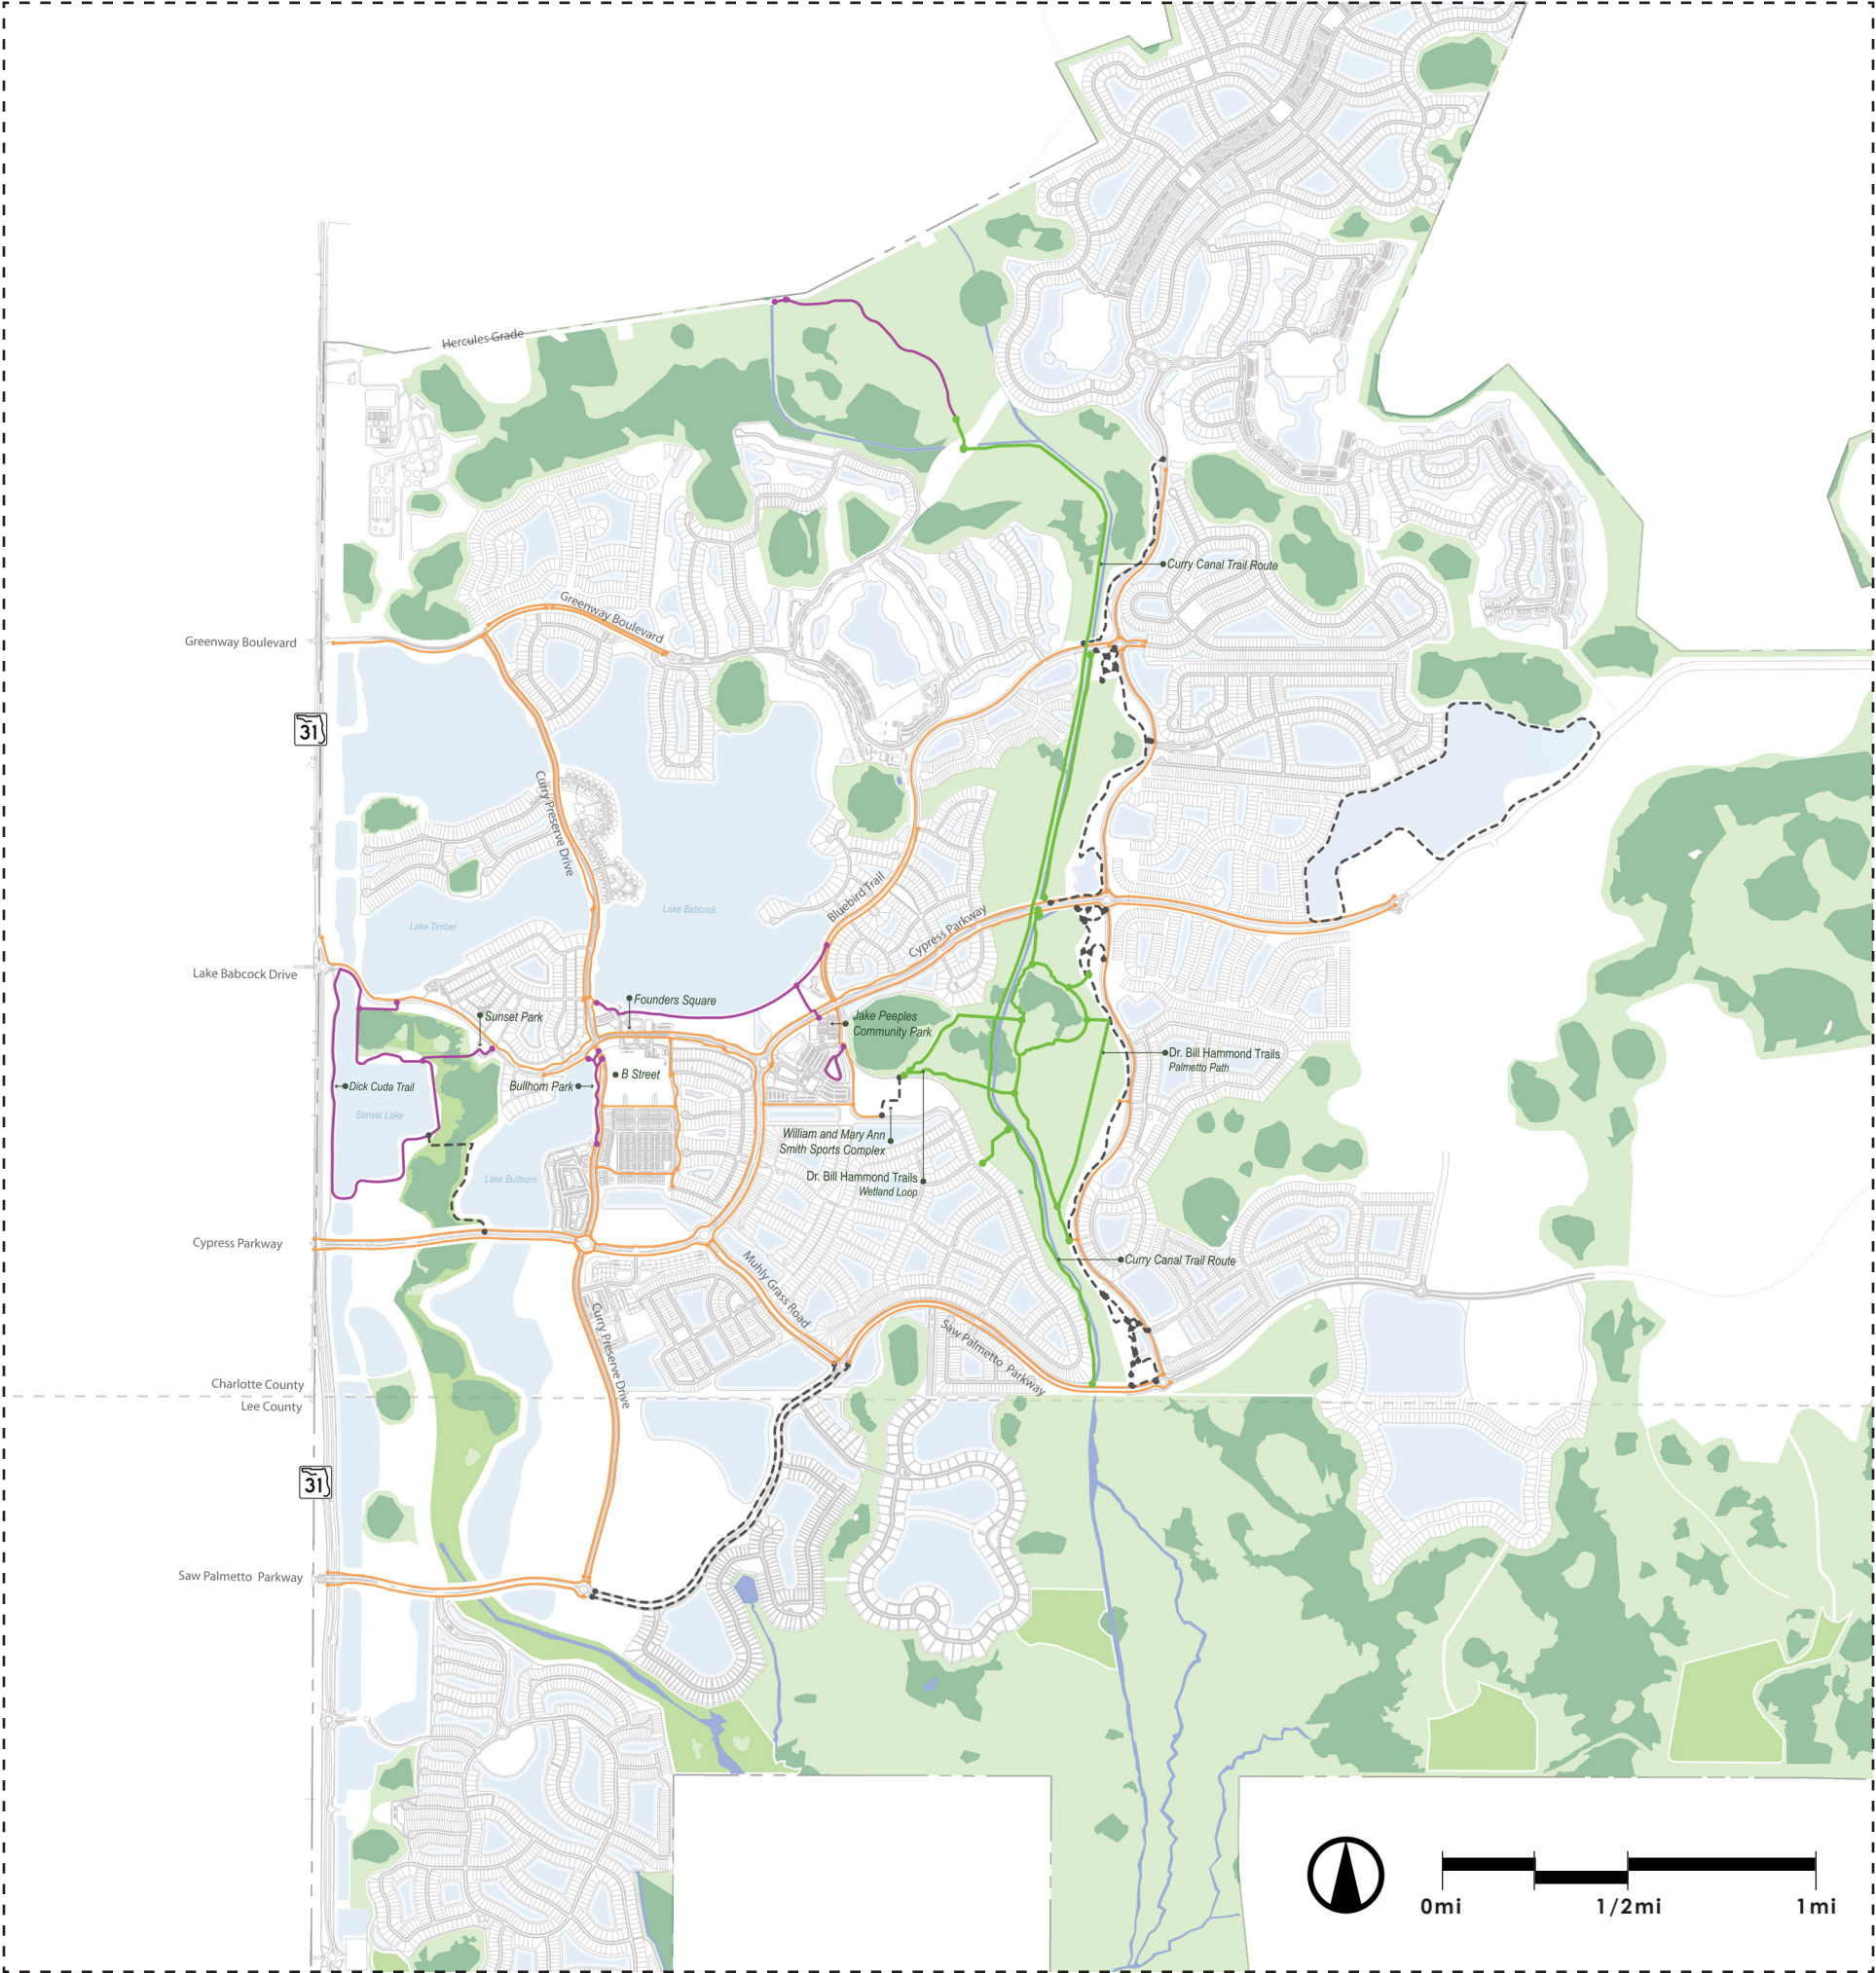 Hercules Grade
Curry Canal Trail Route
Greenway Boulevard
Greenway Boulevard
31
Curry Preserve Drive
Bluebird Trail
Lake Babcock
Lake Timber
Cypress Parkway
Lake Babcock Drive
Founders Square
Sunset Park
Jake Peeples
Community Park
Dr. Bill Hammond Trails
Palmetto Path
B Street
Bullhorn Park
Dick Cuda Trail
Sunset Lake
William and Mary Ann
Smith Sports Complex
Dr. Bill Hammond Trails
Wetland Loop
Lake Bullhorn
Cypress Parkway
Curry Canal Trail Route
Muhly Grass Road
Curry Preserve Drive
Saw Palmetto Parkway
Charlotte County
Lee County
31
Saw Palmetto Parkway
0mi
1/2mi
1mi